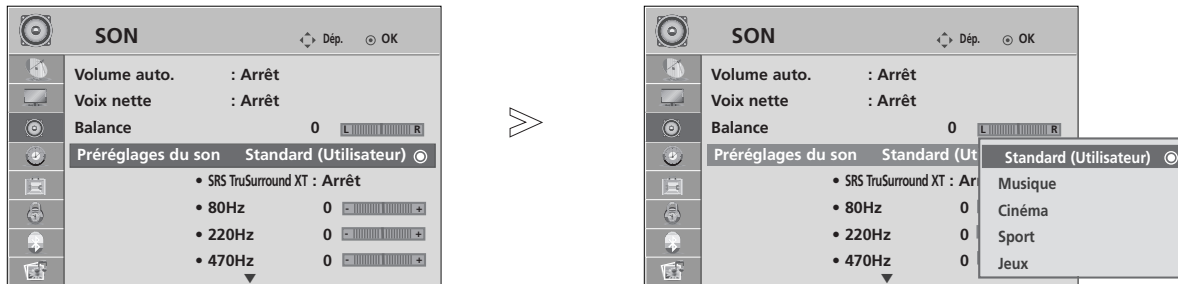 SON Dép. OK
Volume auto. : Arrêt
Voix nette : Arrêt
Balance 0 L R
Préréglages du son Standard (Utilisateur)
• SRS TruSurround XT : Arrêt
• 80Hz 0 - +
• 220Hz 0 - +
• 470Hz 0 - +
>
SON Dép. OK
Volume auto. : Arrêt
Voix nette : Arrêt
Balance 0 L R
Préréglages du son Standard (Ut
• SRS TruSurround XT : Ar
• 80Hz 0
• 220Hz 0
• 470Hz 0
Standard (Utilisateur)
Musique
Cinéma
Sport
Jeux